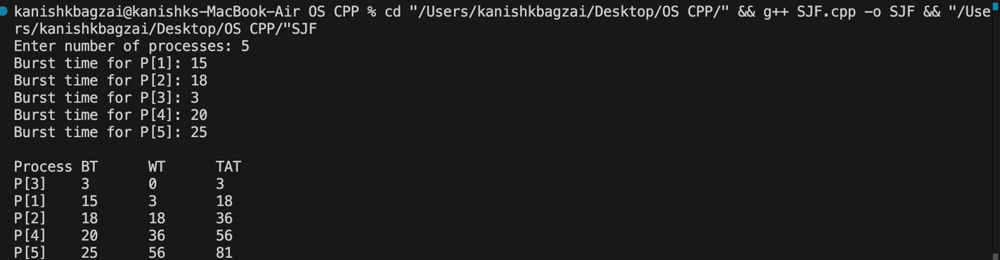 kanishkbagzai@kanishks-MacBook-Air OS CPP % cd "/Users/kanishkbagzai/Desktop/OS CPP/" && g++ SJF.cpp -o SJF && "/Use
rs/kanishkbagzai/Desktop/OS CPP/"SJF
Enter number of processes: 5
Burst time for P[1]: 15
Burst time for P[2]: 18
Burst time for P[3]: 3
Burst time for P[4]: 20
Burst time for P[5]: 25

Process BT      WT      TAT
P[3]    3       0       3
P[1]    15      3       18
P[2]    18      18      36
P[4]    20      36      56
P[5]    25      56      81